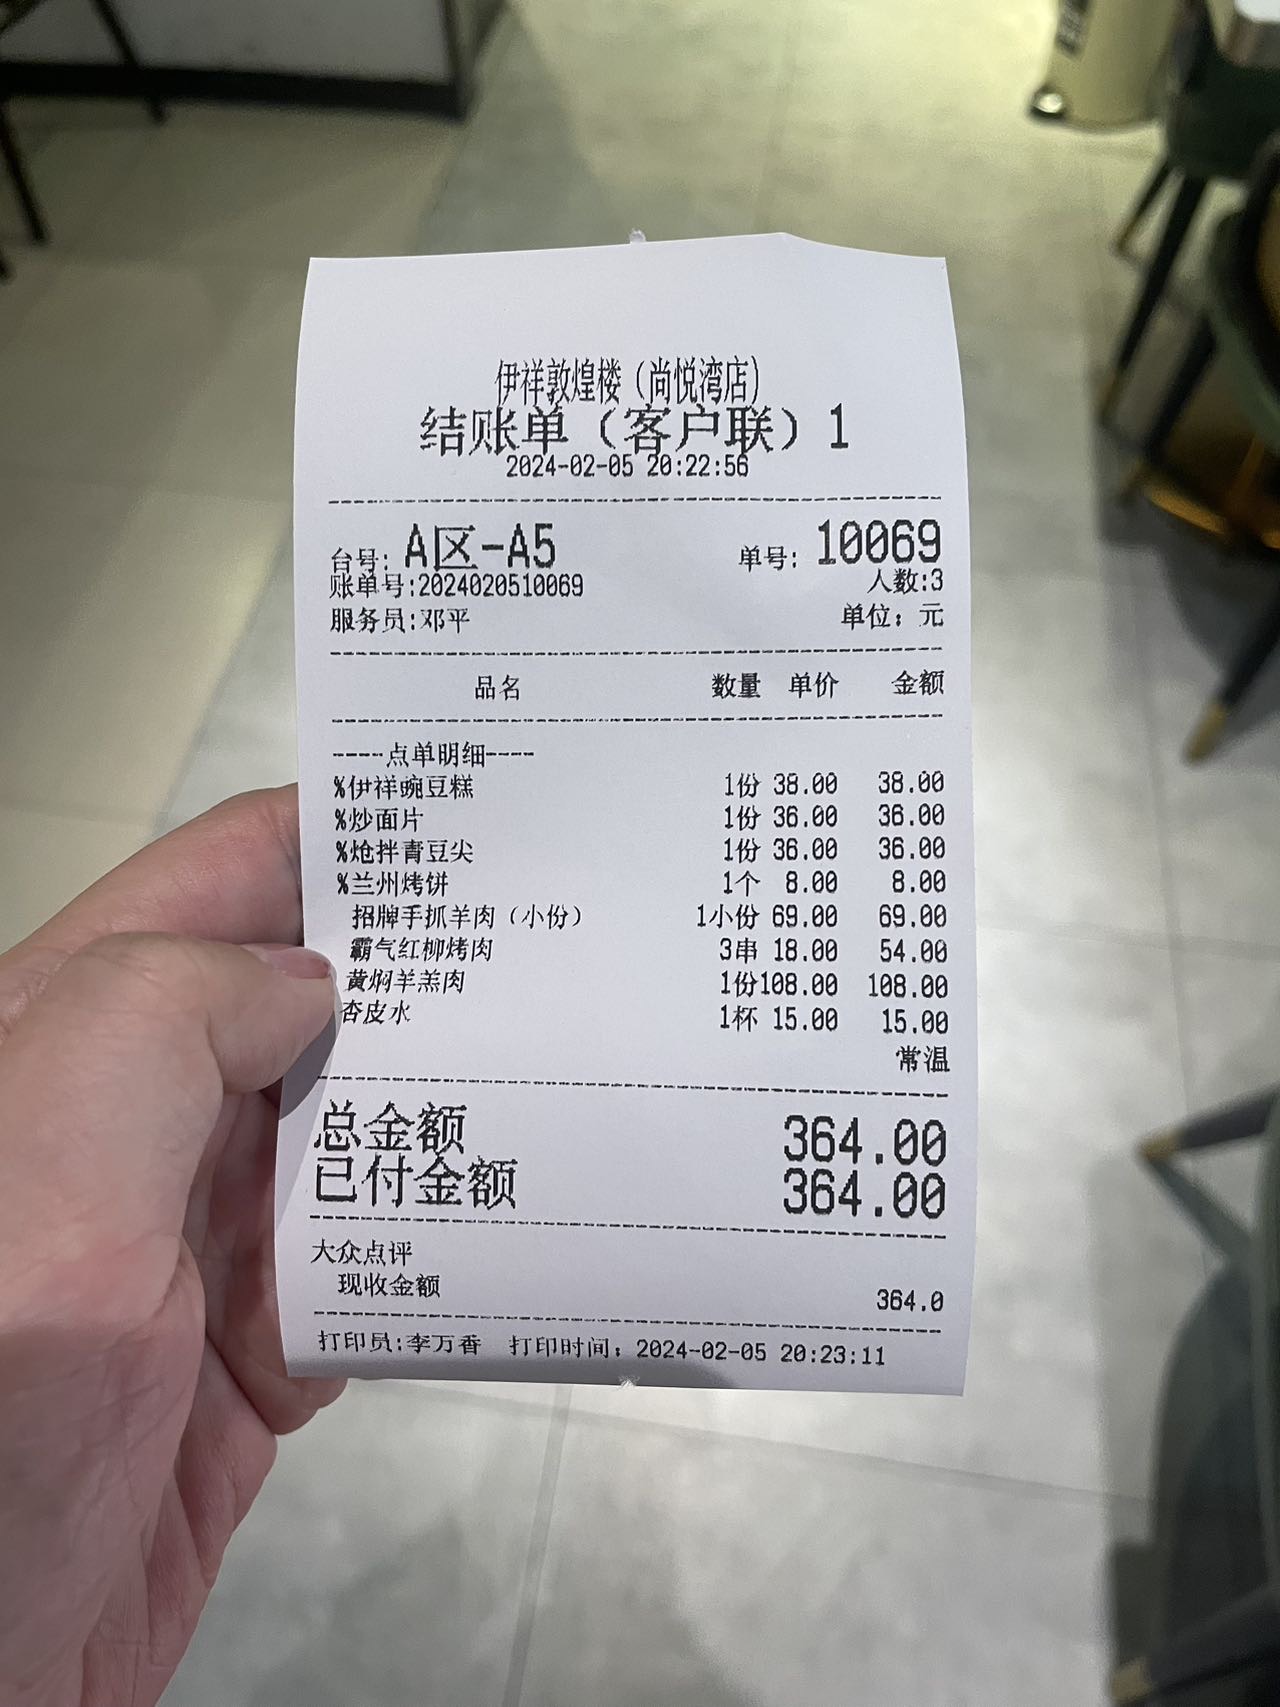 伊祥敦煌楼（尚悦湾店）
结账单（客户联）1
2024-02-05 20:22:56
台号: A区-A5 单号: 10069
账单号:2024020510069 人数:3
服务员:邓平 单位: 元
品名 数量 单价 金额
----点单明细----
%伊祥豌豆糕 1份 38.00 38.00
%炒面片 1份 36.00 36.00
%炝拌青豆尖 1份 36.00 36.00
%兰州烤饼 1个 8.00 8.00
招牌手抓羊肉（小份） 1小份 69.00 69.00
霸气红柳烤肉 3串 18.00 54.00
黄焖羊羔肉 1份108.00 108.00
杏皮水 1杯 15.00 15.00
常温
总金额 364.00
已付金额 364.00
大众点评
现收金额 364.0
打印员:李万香 打印时间: 2024-02-05 20:23:11